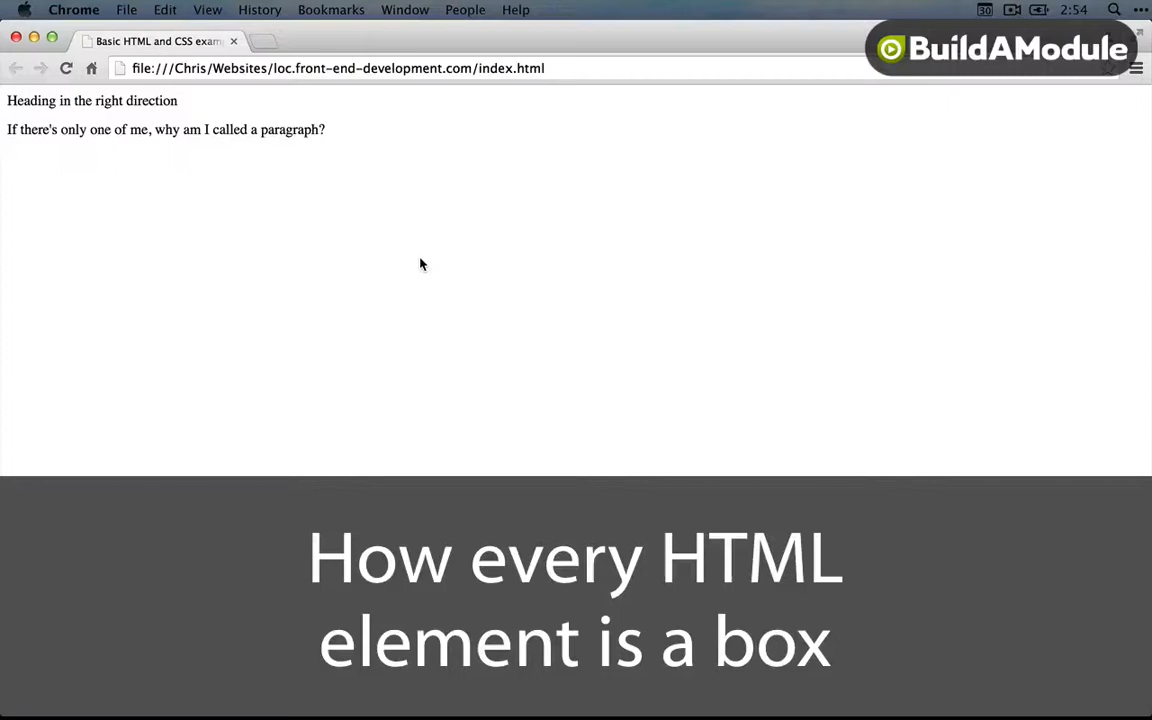 Chrome File Edit View History Bookmarks Window People Help 30 2:54
Basic HTML and CSS exam
BuildAModule
file:///Chris/Websites/loc.front-end-development.com/index.html
Heading in the right direction
If there's only one of me, why am I called a paragraph?
How every HTML
element is a box